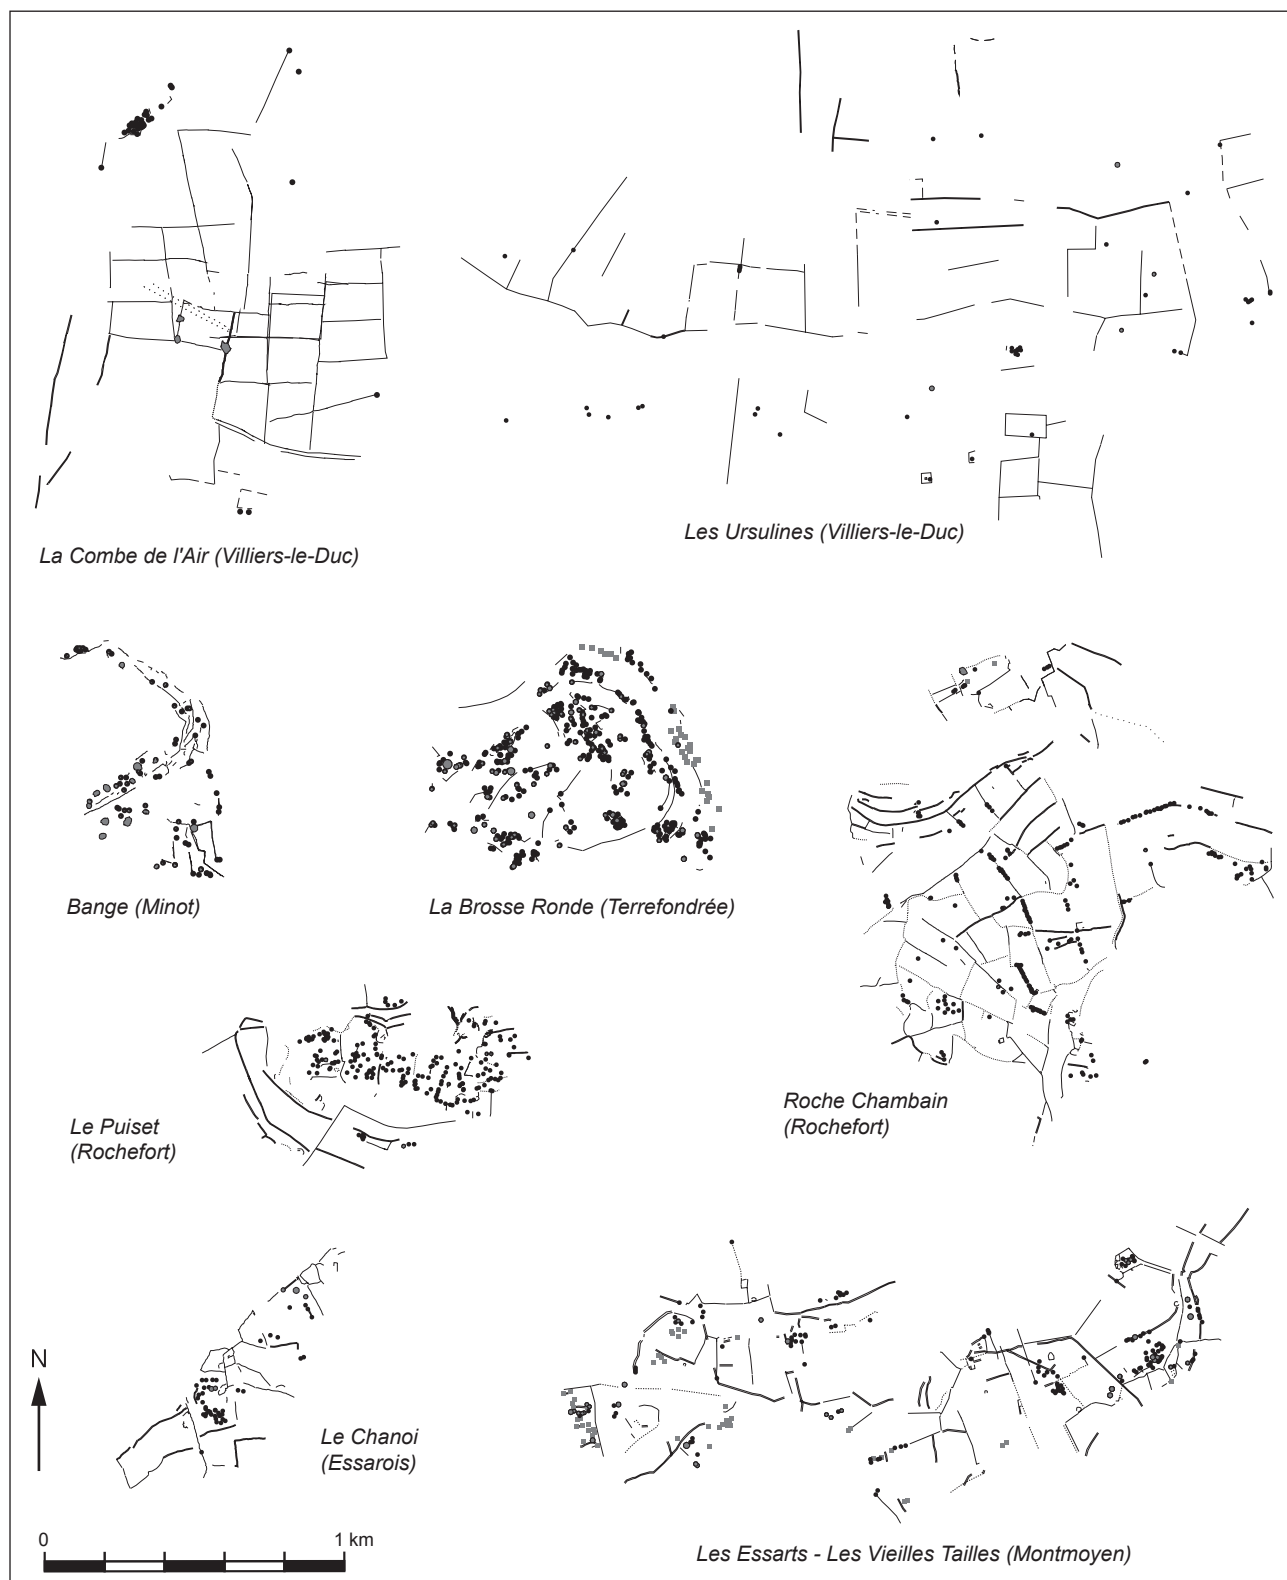 La Combe de l'Air (Villiers-le-Duc)
Les Ursulines (Villiers-le-Duc)
Bange (Minot)
La Brosse Ronde (Terrefondrée)
Le Puiset
(Rochefort)
Roche Chambain
(Rochefort)
N
Le Chanoi
(Essarois)
0
1 km
Les Essarts - Les Vieilles Tailles (Montmoyen)